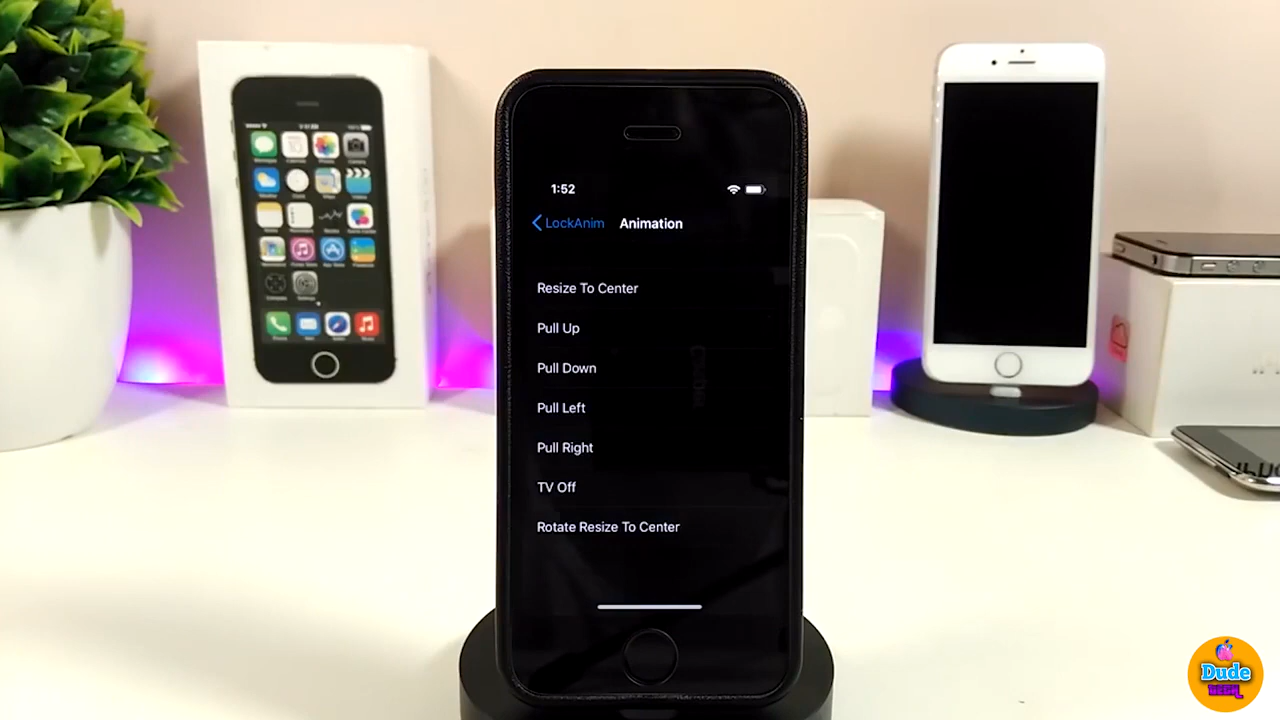 1:52
LockAnim Animation
Resize To Center
Pull Up
Pull Down
Pull Left
Pull Right
TV Off
Rotate Resize To Center
Dude